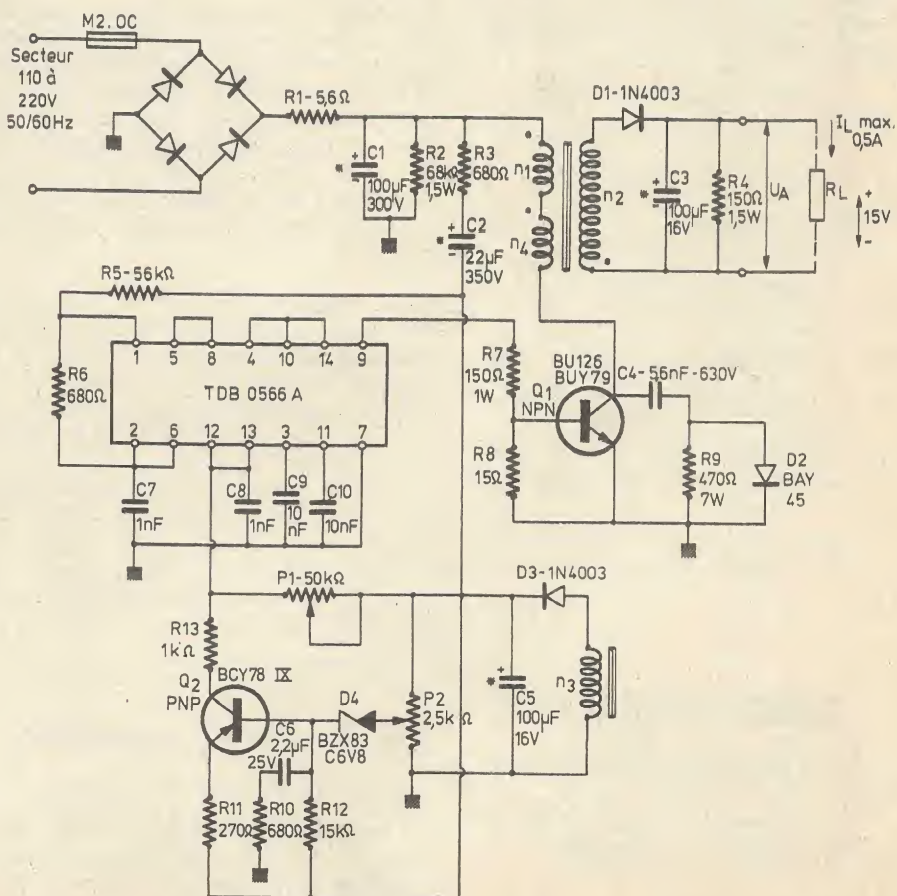 M2.0C
Secteur
110 à
220V
50/60Hz
R1-5,6Ω
D1-1N4003
IL max.
0,5A
C1
100µF
300V
R2
68kΩ
1,5W
R3
680Ω
n1
n2
n4
C3
100µF
16V
R4
150Ω
1,5W
UA
RL
+
15V
-
C2
22µF
350V
R5-56kΩ
1 5 8 4 10 14 9
TDB 0566 A
2 6 12 13 3 11 7
R6
680Ω
R7
150Ω
1W
R8
15Ω
BU126
BUY79
Q1
NPN
C4-56nF-630V
R9
470Ω
7W
D2
BAY
45
C7
1nF
C8
1nF
C9
10
nF
C10
10nF
P1-50kΩ
D3-1N4003
R13
1kΩ
BCY78 IX
Q2
PNP
D4
BZX83
C6V8
P2
2,5kΩ
C5
100µF
16V
n3
C6
2,2µF
25V
R11
270Ω
R10
680Ω
R12
15kΩ